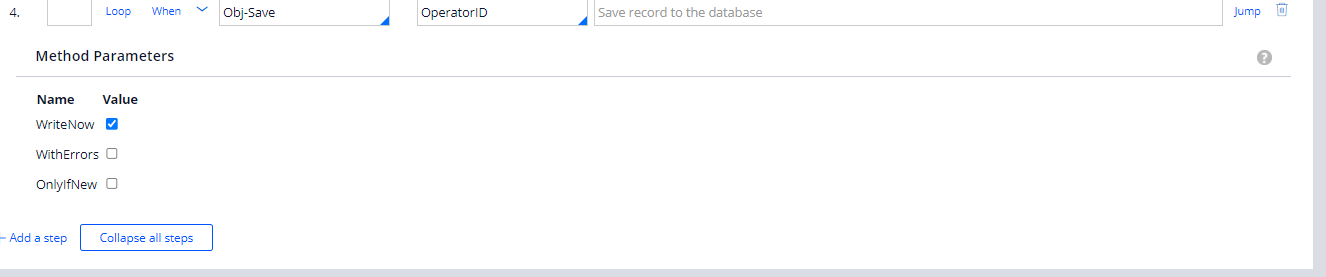 4. Loop When Obj-Save OperatorID Save record to the database Jump
Method Parameters ?
Name Value
WriteNow
WithErrors
OnlyIfNew
Add a step Collapse all steps